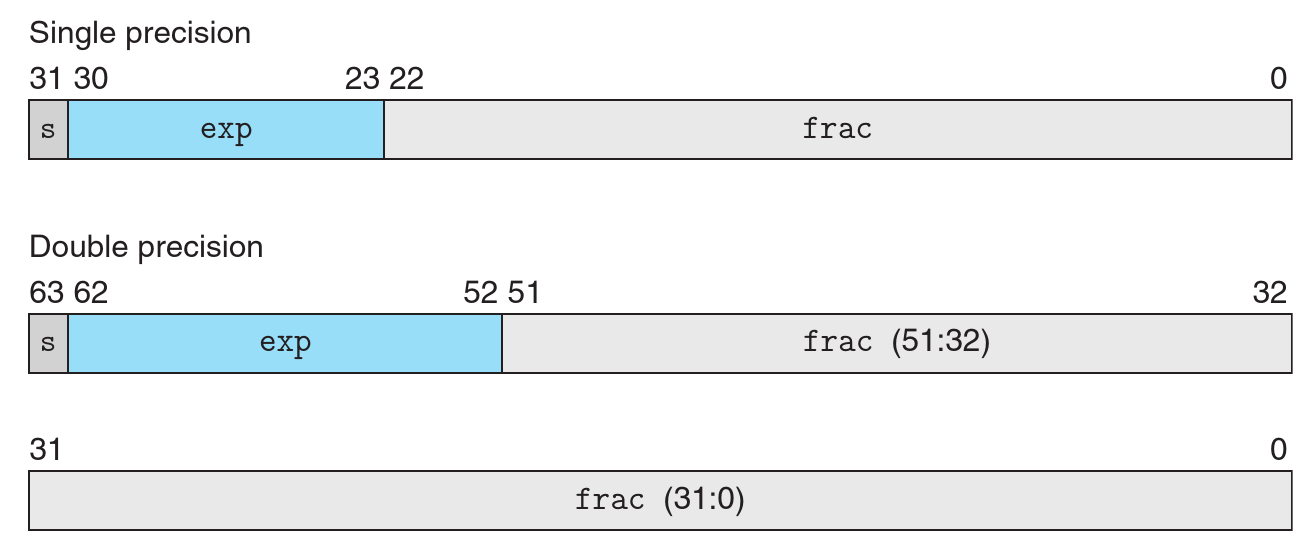 Single precision
31 30 23 22 0
s exp frac
Double precision
63 62 52 51 32
s exp frac (51:32)
31 0
frac (31:0)